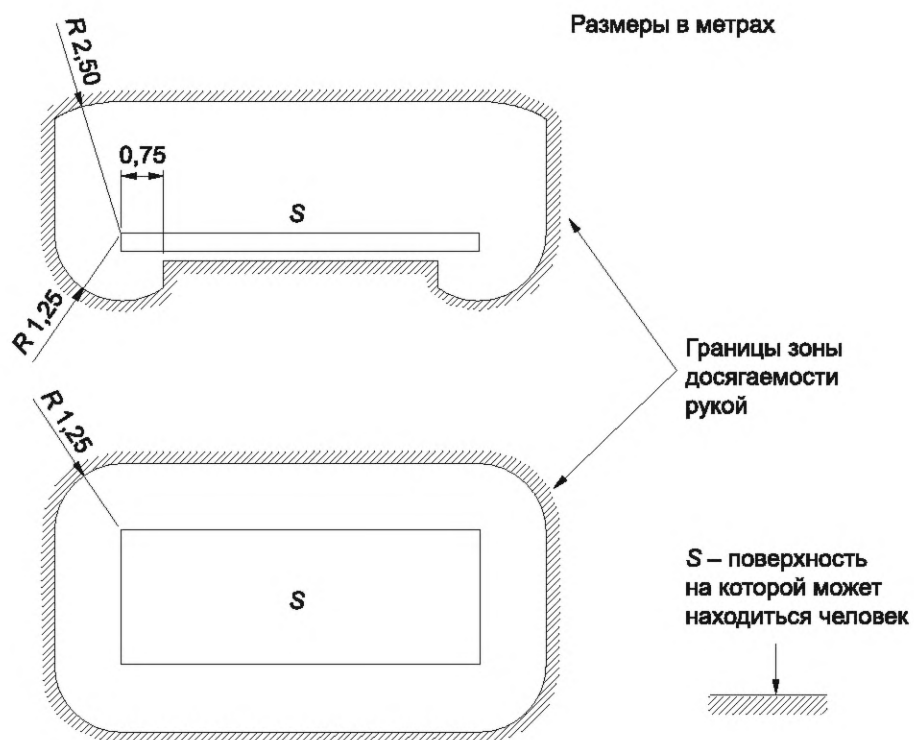 Размеры в метрах
R 2,50
0,75
S
R 1,25
Границы зоны
досягаемости
рукой
R 1,25
S
S – поверхность
на которой может
находиться человек